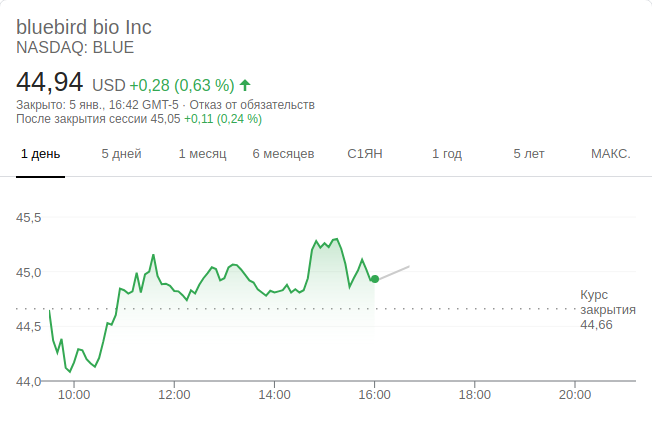 bluebird bio Inc
NASDAQ: BLUE
44,94 USD +0,28 (0,63 %)
Закрыто: 5 янв., 16:42 GMT-5 · Отказ от обязательств
После закрытия сессии 45,05 +0,11 (0,24 %)
1 день 5 дней 1 месяц 6 месяцев С1ЯН 1 год 5 лет МАКС.
45,5
45,0
Курс
закрытия
44,66
44,5
44,0
10:00 12:00 14:00 16:00 18:00 20:00